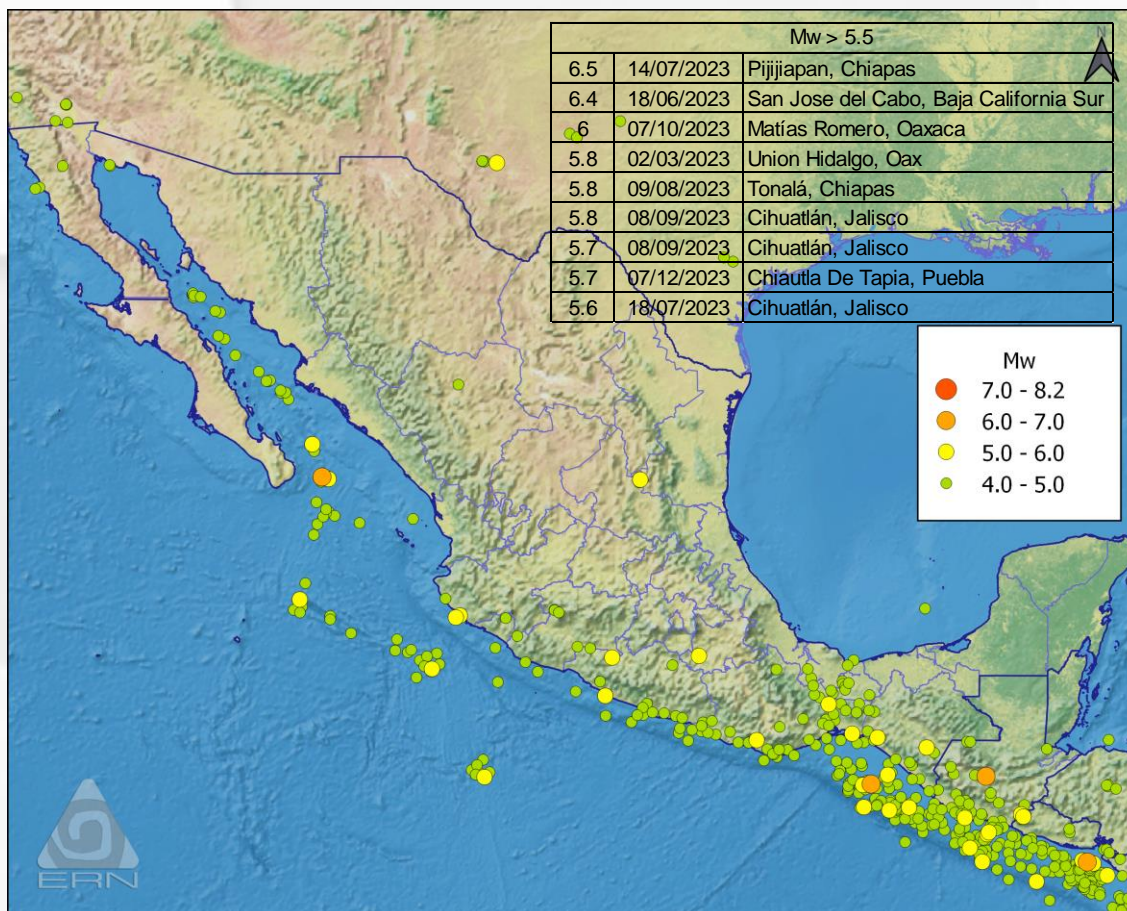 Mw > 5.5
6.5 14/07/2023 Pijijiapan, Chiapas
N
6.4 18/06/2023 San Jose del Cabo, Baja California Sur
6 07/10/2023 Matías Romero, Oaxaca
5.8 02/03/2023 Union Hidalgo, Oax
5.8 09/08/2023 Tonalá, Chiapas
5.8 08/09/2023 Cihuatlán, Jalisco
5.7 08/09/2023 Cihuatlán, Jalisco
5.7 07/12/2023 Chiautla De Tapia, Puebla
5.6 18/07/2023 Cihuatlán, Jalisco
Mw
7.0 - 8.2
6.0 - 7.0
5.0 - 6.0
4.0 - 5.0
ERN